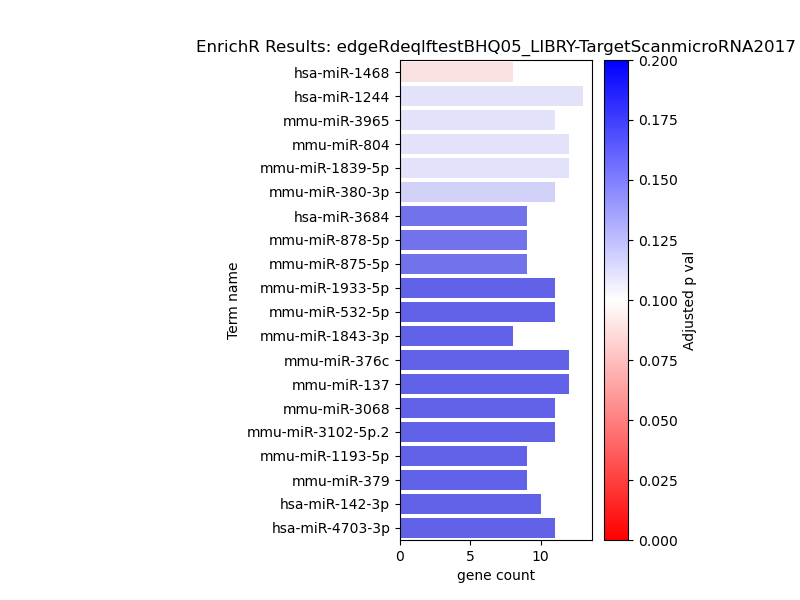 EnrichR Results: edgeRdeqlftestBHQ05_LIBRY-TargetScanmicroRNA2017
hsa-miR-1468
hsa-miR-1244
mmu-miR-3965
mmu-miR-804
mmu-miR-1839-5p
mmu-miR-380-3p
hsa-miR-3684
mmu-miR-878-5p
mmu-miR-875-5p
mmu-miR-1933-5p
mmu-miR-532-5p
mmu-miR-1843-3p
mmu-miR-376c
mmu-miR-137
mmu-miR-3068
mmu-miR-3102-5p.2
mmu-miR-1193-5p
mmu-miR-379
hsa-miR-142-3p
hsa-miR-4703-3p
Term name
0 5 10
gene count
0.200
0.175
0.150
0.125
0.100
0.075
0.050
0.025
0.000
Adjusted p val